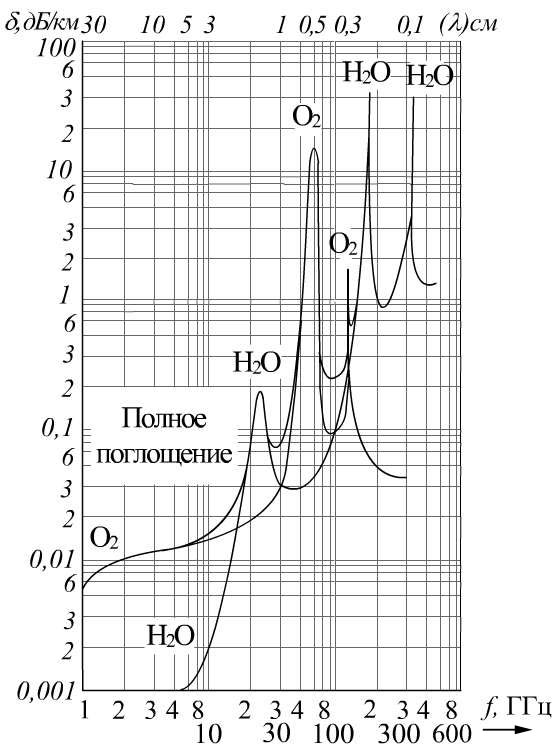 δ, дБ/км 30 10 5 3 1 0,5 0,3 0,1 (λ)см
100
6
H₂O H₂O
3
O₂
2
10
6
3
O₂
2
1
6
3
H₂O
2
Полное
0,1
поглощение
6
3
2
O₂
0,01
6
3
H₂O
2
0,001
1 2 3 4 8 2 3 4 8 2 3 4 6 8 f, ГГц
10 30 100 300 600